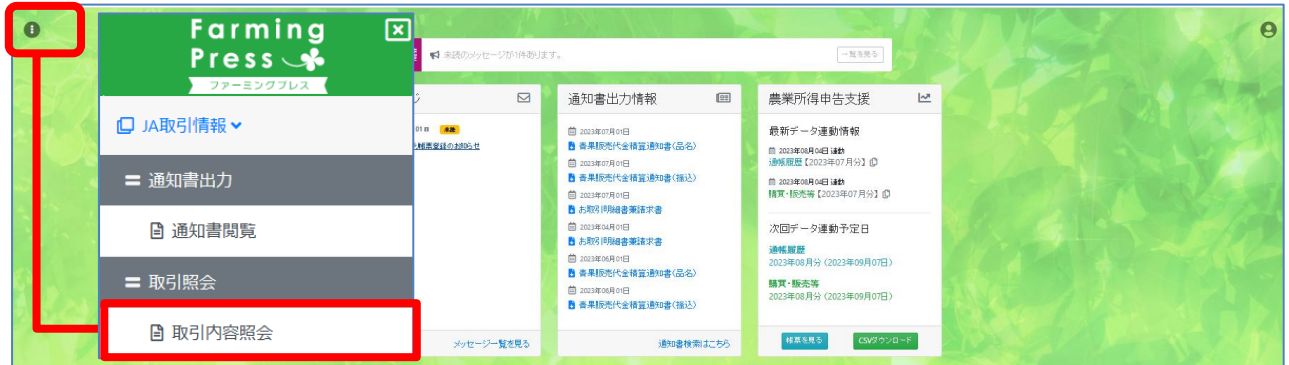 Farming
Press
ファーミングプレス
JA取引情報
通知書出力
通知書閲覧
取引照会
取引内容照会
未読のメッセージが1件あります。
一覧を見る
01日 未読
帳票登録のお知らせ
メッセージ一覧を見る
通知書出力情報
2023年07月01日
青果販売代金精算通知書(品名)
2023年07月01日
青果販売代金精算通知書(振込)
2023年07月01日
お取引明細書兼請求書
2023年04月01日
お取引明細書兼請求書
2023年06月01日
青果販売代金精算通知書(品名)
2023年06月01日
青果販売代金精算通知書(振込)
通知書検索はこちら
農業所得申告支援
最新データ連動情報
2023年08月04日 連動
通帳履歴【2023年07月分】
2023年08月04日 連動
購買・販売等【2023年07月分】
次回データ連動予定日
通帳履歴
2023年08月分（2023年09月07日）
購買・販売等
2023年08月分（2023年09月07日）
帳票を見る
CSVダウンロード